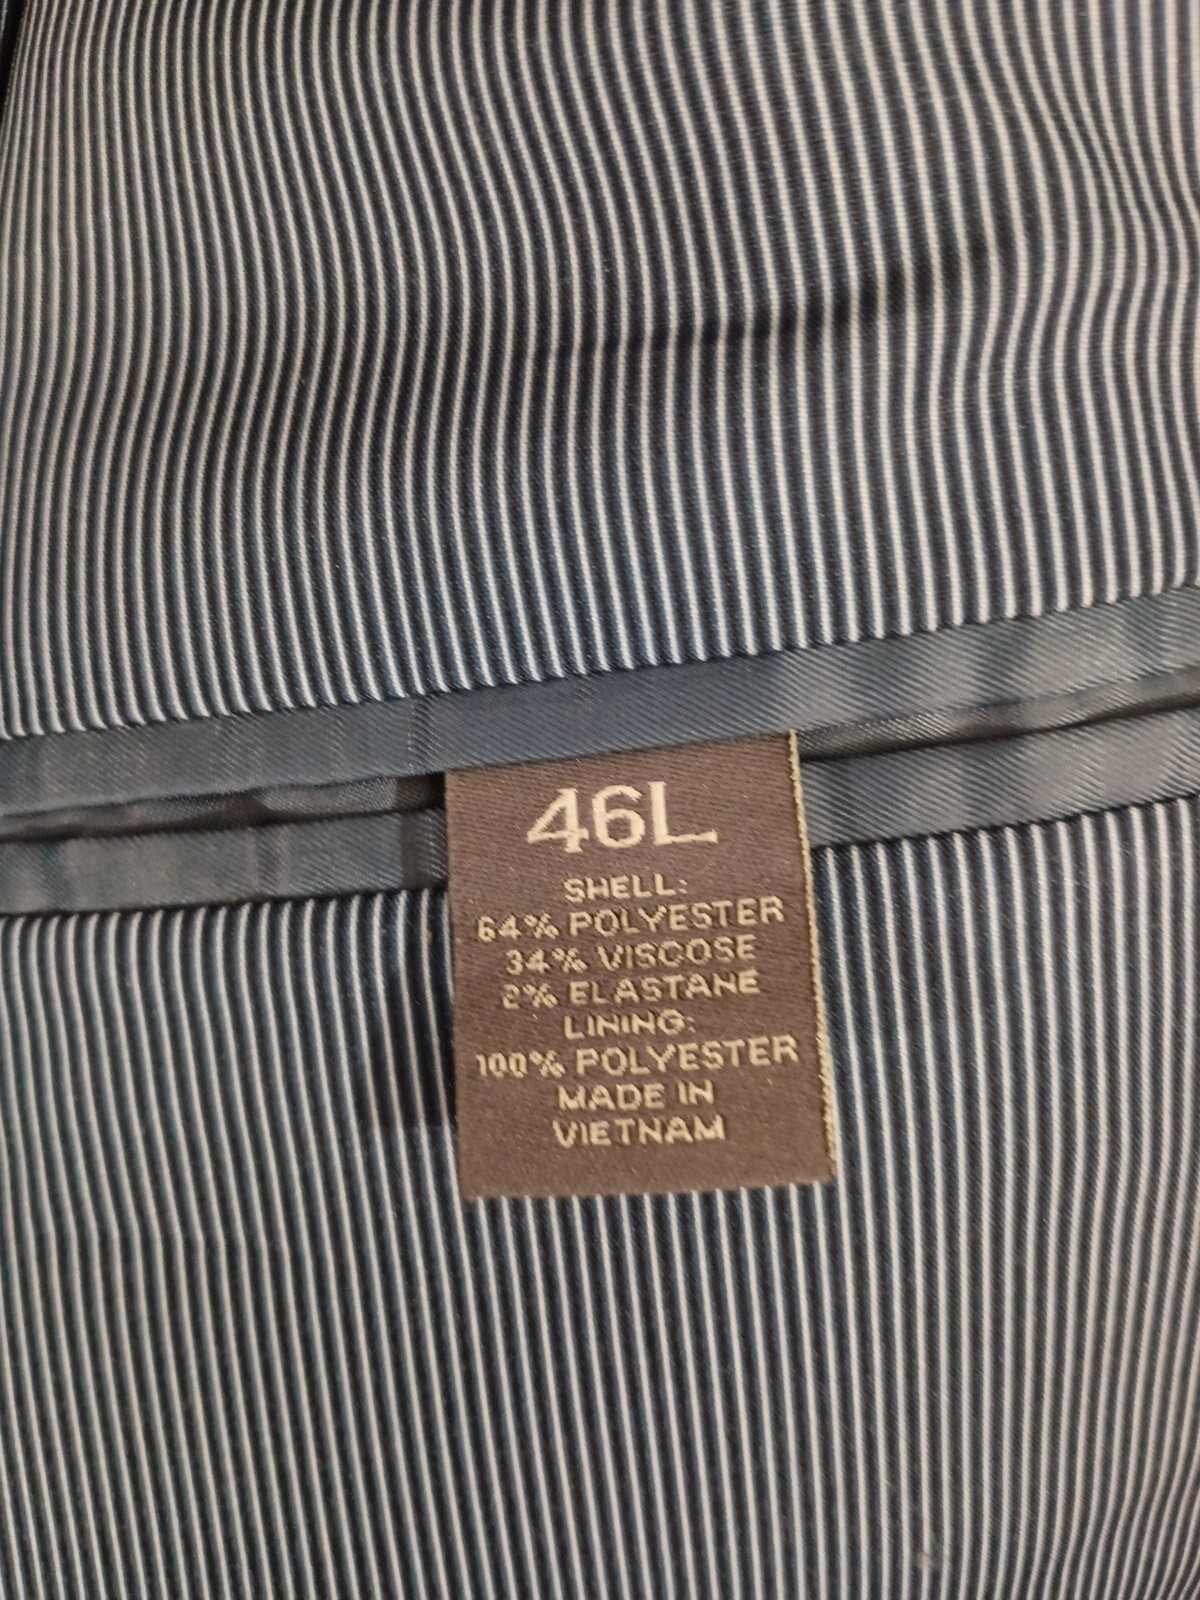 46L
SHELL:
64% POLYESTER
34% VISCOSE
2% ELASTANE
LINING:
100% POLYESTER
MADE IN
VIETNAM